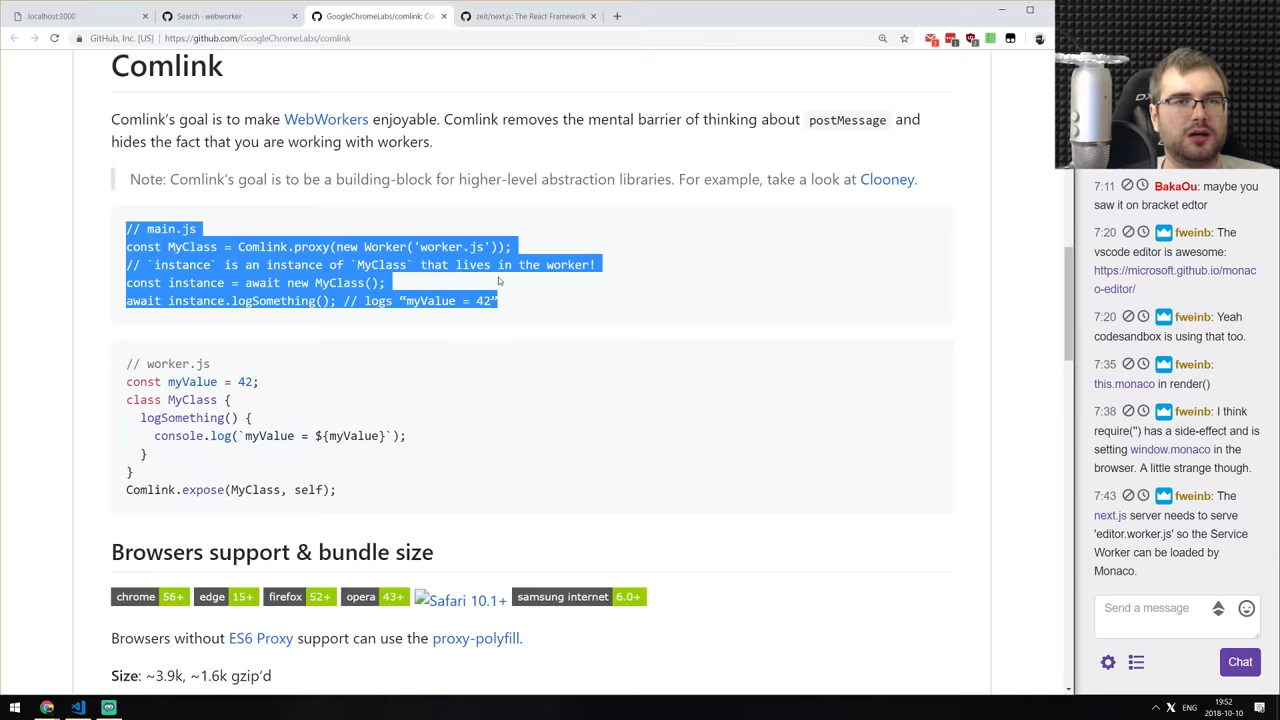 localhost:3000
Search · webworker
GoogleChromeLabs/comlink: Co
zeit/next.js: The React Framework
GitHub, Inc. [US]
https://github.com/GoogleChromeLabs/comlink
Comlink
Comlink's goal is to make WebWorkers enjoyable. Comlink removes the mental barrier of thinking about postMessage and
hides the fact that you are working with workers.
Note: Comlink's goal is to be a building-block for higher-level abstraction libraries. For example, take a look at Clooney.
// main.js
const MyClass = Comlink.proxy(new Worker('worker.js'));
// `instance` is an instance of `MyClass` that lives in the worker!
const instance = await new MyClass();
await instance.logSomething(); // logs “myValue = 42”
// worker.js
const myValue = 42;
class MyClass {
logSomething() {
console.log(`myValue = ${myValue}`);
}
}
Comlink.expose(MyClass, self);
Browsers support & bundle size
chrome 56+ edge 15+ firefox 52+ opera 43+ Safari 10.1+ samsung internet 6.0+
Browsers without ES6 Proxy support can use the proxy-polyfill.
Size: ~3.9k, ~1.6k gzip'd
7:11 BakaOu: maybe you
saw it on bracket edtor
7:20 fweinb: The
vscode editor is awesome:
https://microsoft.github.io/monac
o-editor/
7:20 fweinb: Yeah
codesandbox is using that too.
7:35 fweinb:
this.monaco in render()
7:38 fweinb: I think
require('') has a side-effect and is
setting window.monaco in the
browser. A little strange though.
7:43 fweinb: The
next.js server needs to serve
'editor.worker.js' so the Service
Worker can be loaded by
Monaco.
Send a message
Chat
ENG
19:52
2018-10-10